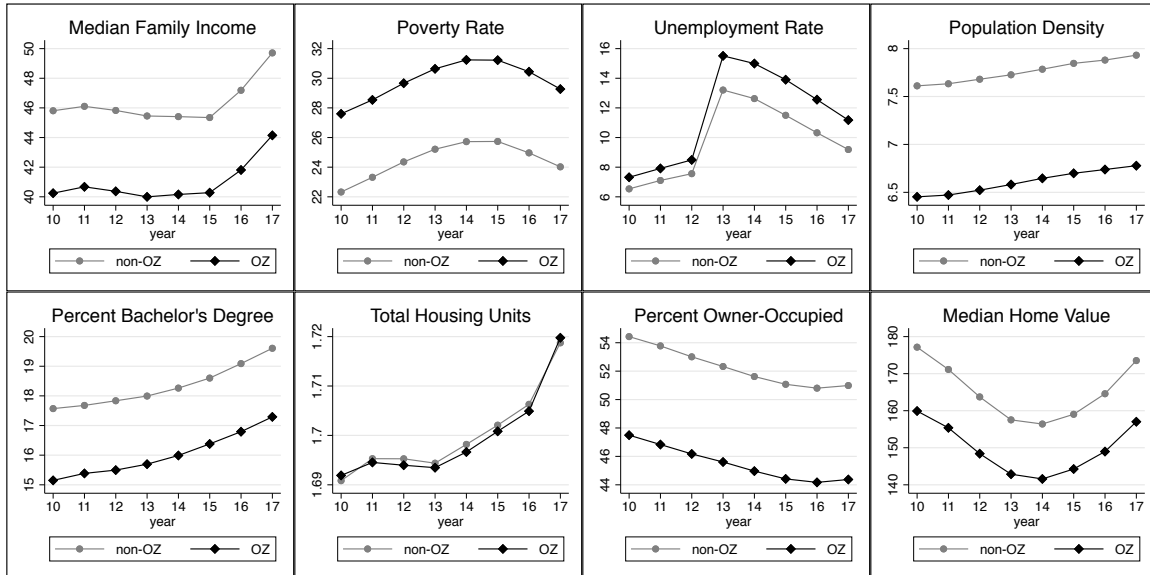 Median Family Income
50
48
46
44
42
40
10 11 12 13 14 15 16 17
year
non-OZ OZ
Poverty Rate
32
30
28
26
24
22
10 11 12 13 14 15 16 17
year
non-OZ OZ
Unemployment Rate
16
14
12
10
8
6
10 11 12 13 14 15 16 17
year
non-OZ OZ
Population Density
8
7.5
7
6.5
10 11 12 13 14 15 16 17
year
non-OZ OZ
Percent Bachelor's Degree
20
19
18
17
16
15
10 11 12 13 14 15 16 17
year
non-OZ OZ
Total Housing Units
1.72
1.71
1.7
1.69
10 11 12 13 14 15 16 17
year
non-OZ OZ
Percent Owner-Occupied
54
52
50
48
46
44
10 11 12 13 14 15 16 17
year
non-OZ OZ
Median Home Value
180
170
160
150
140
10 11 12 13 14 15 16 17
year
non-OZ OZ